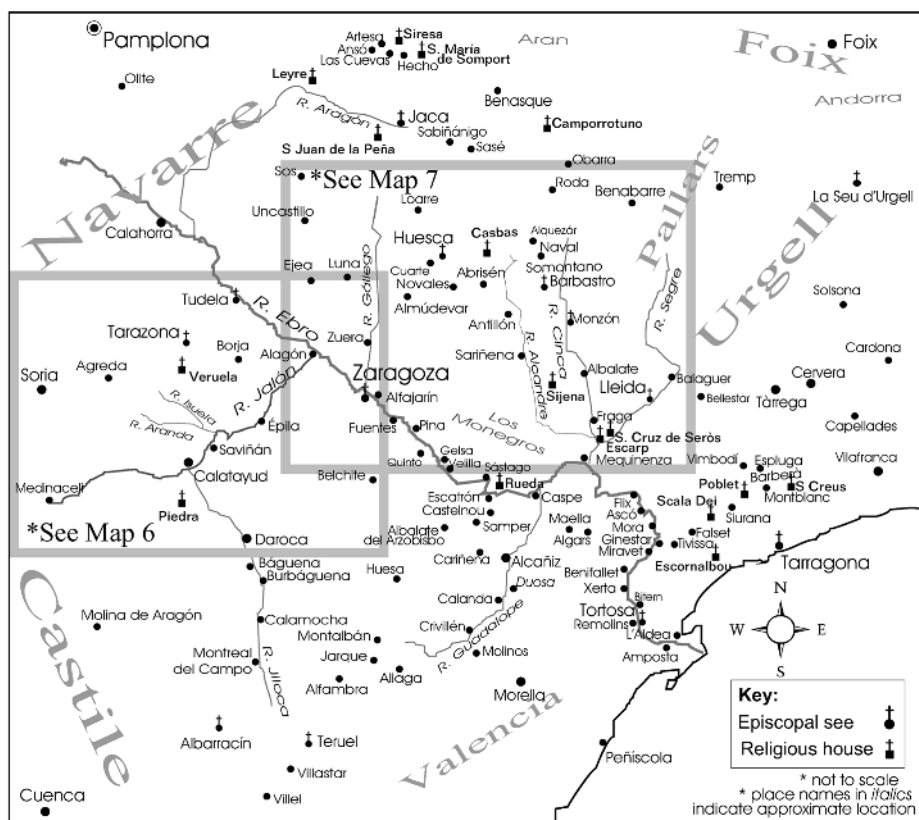 Pamplona
Olite
Artesa
Siresa
Ansó
Las Cuevas
Hecho
S. María
de Somport
Aran
Foix
Foix
Andorra
Leyre
R. Aragón
Jaca
Benasque
Camporrotuno
S Juan de la Peña
Sabiñánigo
Sasé
Navarre
Obarra
Sos
*See Map 7
Roda
Benabarre
Pallars
Tremp
La Seu d'Urgell
Uncastillo
Loarre
Calahorra
Huesca
Casbas
Alquezár
Naval
Urgell
Ejea
Luna
R. Gállego
Cuarte
Novales
Abrisén
Somontano
Barbastro
R. Segre
Solsona
Tudela
R. Ebro
Almúdevar
Antillón
R. Cinca
Monzón
Tarazona
Borja
Zuera
Sariñena
R. Alcandre
Cardona
Agreda
Veruela
Alagón
Albalate
Lleida
Balaguer
Cervera
Soria
R. Jalón
Zaragoza
Sijena
Bellestar
Tàrrega
R. Isuela
Alfajarín
R. Aranda
Épila
Fuentes
Pina
Los
Monegros
Fraga
S. Cruz de Seròs
Escarp
Capellades
Saviñán
Calatayud
Quinto
Gelsa
Velilla
Mequinenza
Vimbodí
Espluga
Vilafranca
Medinaceli
Belchite
Sástago
Rueda
Barberà
Poblet
S Creus
Montblanc
Piedra
Escatrón
Casteinou
Caspe
Flix
Scala Dei
Siurana
*See Map 6
Albalate
del Arzobisbo
Samper
Maella
Algars
Ascó
Mora
Falset
Daroca
Cariñena
Ginestar
Miravet
Tivissa
Tarragona
Báguena
Burbáguena
Huesa
Alcañiz
Escornalbou
Benifallet
Duosa
Xerta
N
Castile
Calanda
Bitem
Molina de Aragón
Calamocha
Tortosa
Crivillén
Remolins
W
E
Montalbán
R. Guadalope
L'Aldea
S
Montreal
del Campo
Jarque
Molinos
Amposta
R. Jiloca
Aliaga
Alfambra
Morella
Key:
Episcopal see
Religious house
Albarracín
Teruel
Valencia
Peñíscola
Villastar
Cuenca
Villel
* not to scale
* place names in italics
indicate approximate location